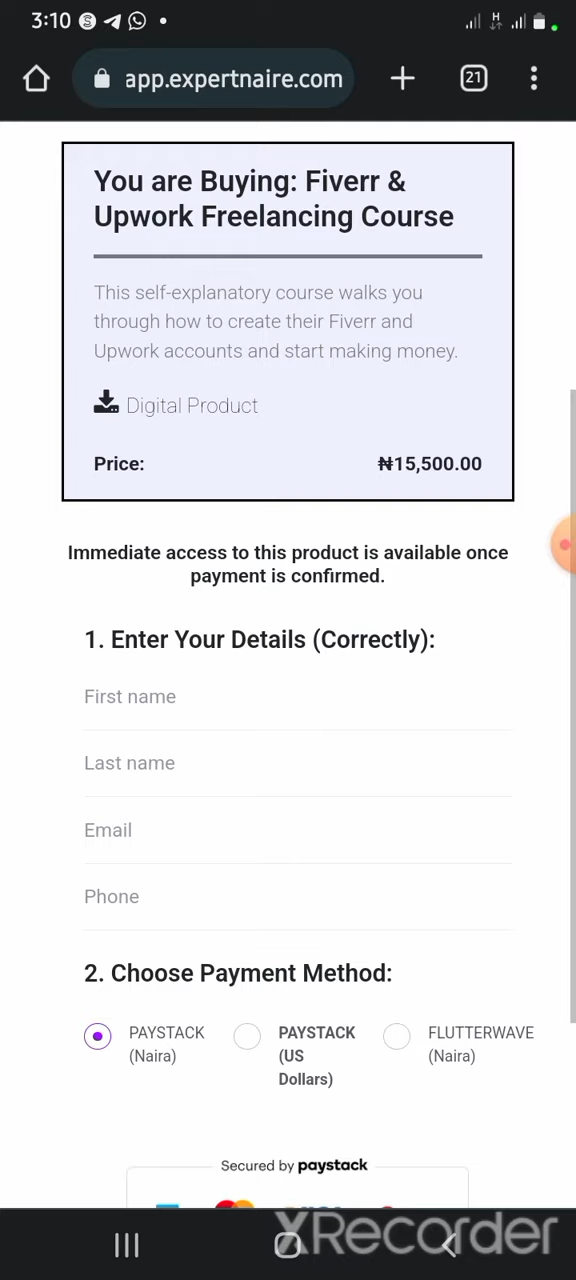 3:10
H
app.expertnaire.com
21
You are Buying: Fiverr &
Upwork Freelancing Course
This self-explanatory course walks you
through how to create their Fiverr and
Upwork accounts and start making money.
Digital Product
Price: ₦15,500.00
Immediate access to this product is available once
payment is confirmed.
1. Enter Your Details (Correctly):
First name
Last name
Email
Phone
2. Choose Payment Method:
PAYSTACK
(Naira)
PAYSTACK
(US
Dollars)
FLUTTERWAVE
(Naira)
Secured by paystack
XRecorder